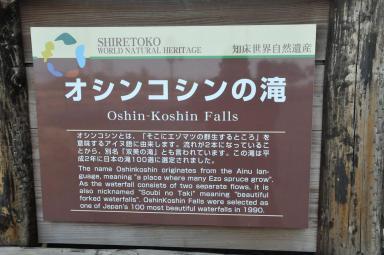 SHIRETOKO
WORLD NATURAL HERITAGE
知床世界自然遺産
オシンコシンの滝
Oshin-Koshin Falls
オシンコシンとは、「そこにエゾマツの群生するところ」を
意味するアイヌ語に由来します。流れが2本になっているこ
とから、別名「双美の滝」とも言われています。この滝は平
成2年に日本の滝100選に選定されました。
The name Oshinkoshin originates from the Ainu lan-
guage, meaning "a place where many Ezo spruce grow".
As the waterfall consists of two separate flows, it is
also nicknamed "Soubi no Taki" meaning "beautiful
forked waterfalls". OshinKoshin Falls were selected as
one of Jepan's 100 most beautiful waterfalls in 1990.